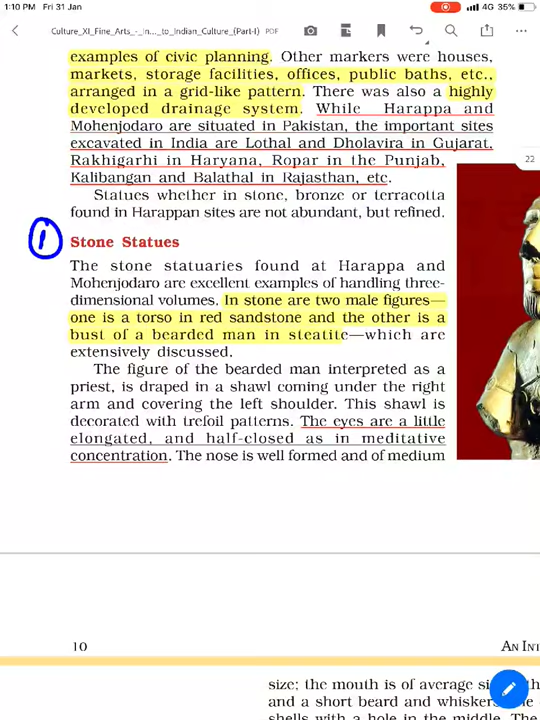 1:10 PM Fri 31 Jan
4G 35%
Culture_XI_Fine_Arts_-_In..._to_Indian_Culture_(Part-I) PDF
examples of civic planning. Other markers were houses,
markets, storage facilities, offices, public baths, etc.,
arranged in a grid-like pattern. There was also a highly
developed drainage system. While Harappa and
Mohenjodaro are situated in Pakistan, the important sites
excavated in India are Lothal and Dholavira in Gujarat,
Rakhigarhi in Haryana, Ropar in the Punjab,
Kalibangan and Balathal in Rajasthan, etc.
22
Statues whether in stone, bronze or terracotta
found in Harappan sites are not abundant, but refined.
1
Stone Statues
The stone statuaries found at Harappa and
Mohenjodaro are excellent examples of handling three-
dimensional volumes. In stone are two male figures—
one is a torso in red sandstone and the other is a
bust of a bearded man in steatite—which are
extensively discussed.
The figure of the bearded man interpreted as a
priest, is draped in a shawl coming under the right
arm and covering the left shoulder. This shawl is
decorated with trefoil patterns. The eyes are a little
elongated, and half-closed as in meditative
concentration. The nose is well formed and of medium
10
AN INT
size; the mouth is of average si
and a short beard and whiskers
shells with a hole in the middle. The